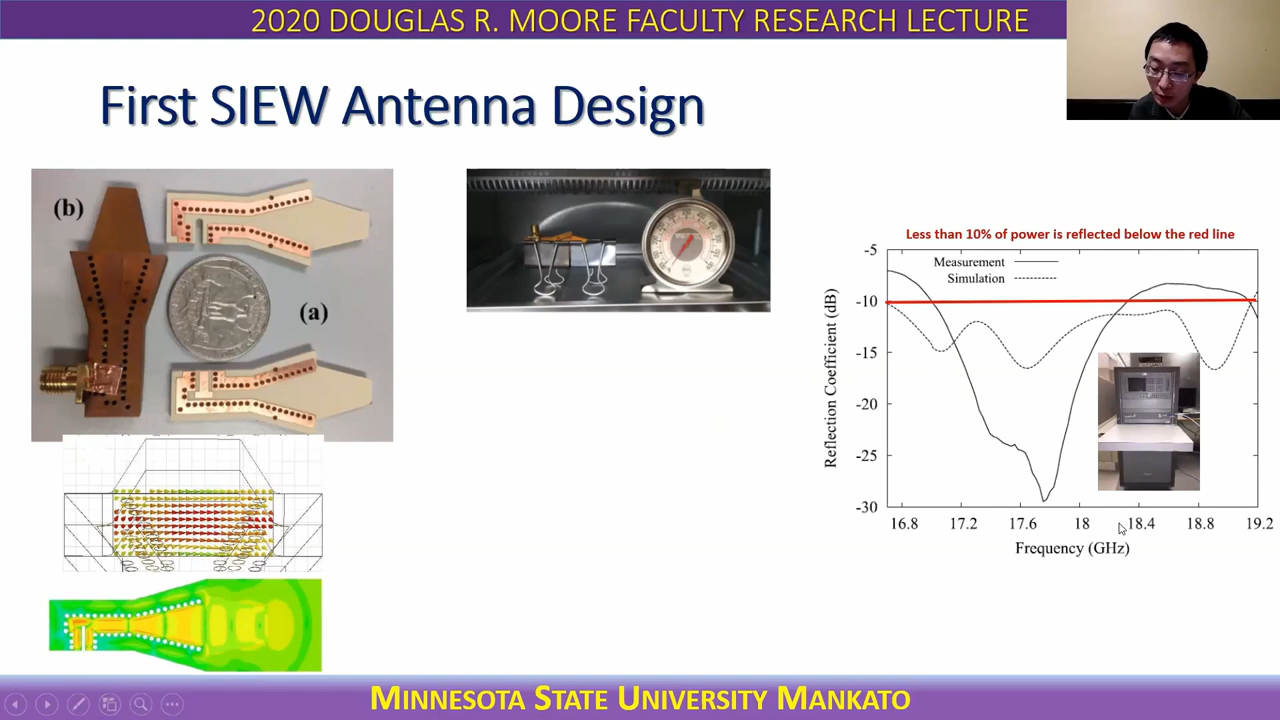 2020 DOUGLAS R. MOORE FACULTY RESEARCH LECTURE
First SIEW Antenna Design
(b)
(a)
Less than 10% of power is reflected below the red line
Measurement
Simulation
-5
-10
-15
-20
-25
-30
Reflection Coefficient (dB)
16.8 17.2 17.6 18 18.4 18.8 19.2
Frequency (GHz)
MINNESOTA STATE UNIVERSITY MANKATO